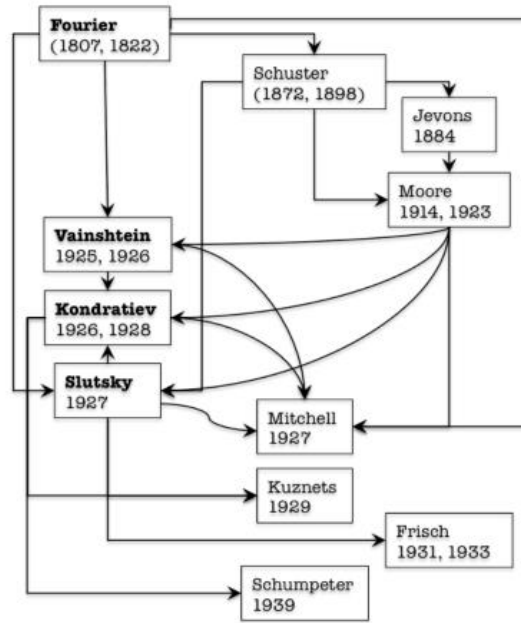 Fourier
(1807, 1822)
Schuster
(1872, 1898)
Jevons
1884
Moore
1914, 1923
Vainshtein
1925, 1926
Kondratiev
1926, 1928
Slutsky
1927
Mitchell
1927
Kuznets
1929
Frisch
1931, 1933
Schumpeter
1939